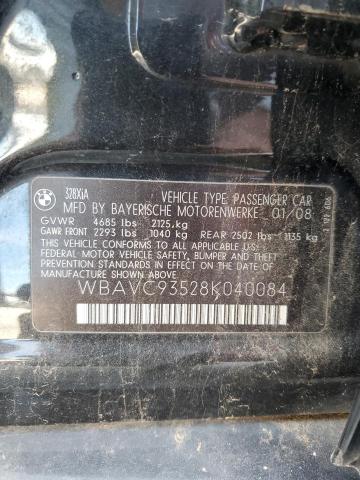 BMW
328XiA
VEHICLE TYPE PASSENGER CAR
MFD BY BAYERISCHE MOTORENWERKE 01/08
GVWR 4685 lbs 2125,kg
GAWR FRONT 2293 lbs 1040 kg REAR 2502 lbs 1135 kg
THIS VEHICLE CONFORMS TO ALL APPLICABLE U.S.
FEDERAL MOTOR VEHICLE SAFETY, BUMPER AND THEFT
PREVENTION STANDARDS IN EFFECT ON THE DATE OF
MANUFACTURE SHOWN ABOVE.
WBAVC93528K040084